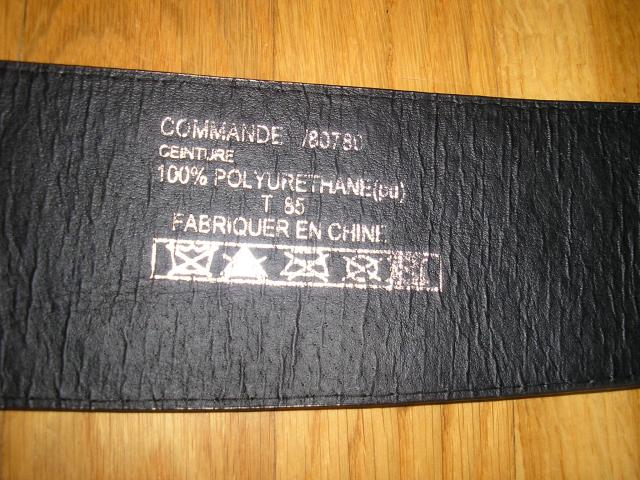 COMMANDE /80780
CEINTURE
100% POLYURETHANE(pu)
T 85
FABRIQUER EN CHINE